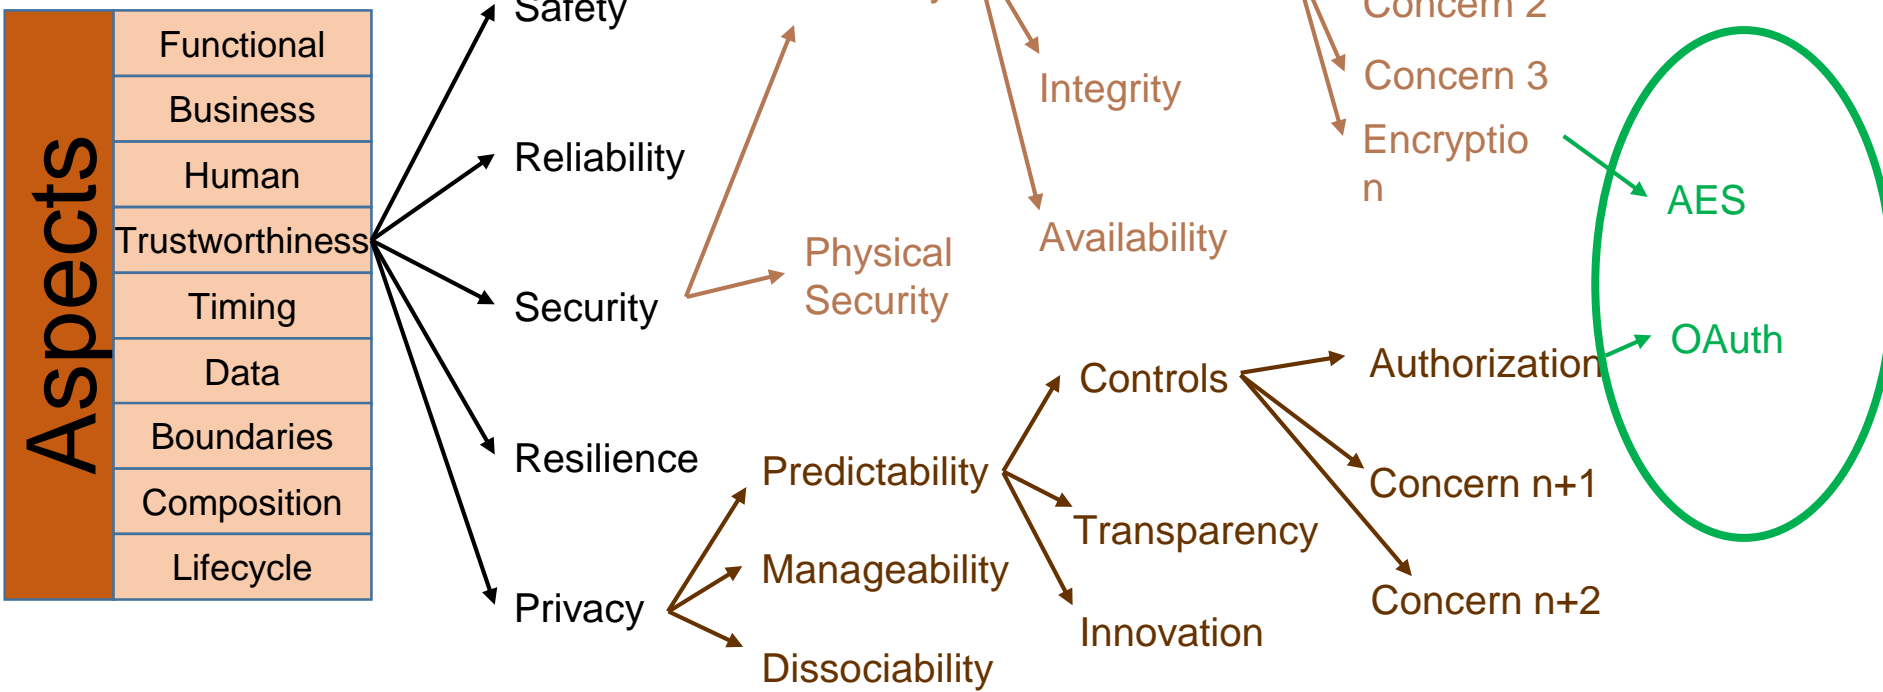 Aspects
Functional
Business
Human
Trustworthiness
Timing
Data
Boundaries
Composition
Lifecycle
Safety
Reliability
Security
Resilience
Privacy
Physical
Security
Predictability
Manageability
Dissociability
Integrity
Availability
Controls
Transparency
Innovation
Concern 2
Concern 3
Encryptio
n
Authorization
Concern n+1
Concern n+2
AES
OAuth